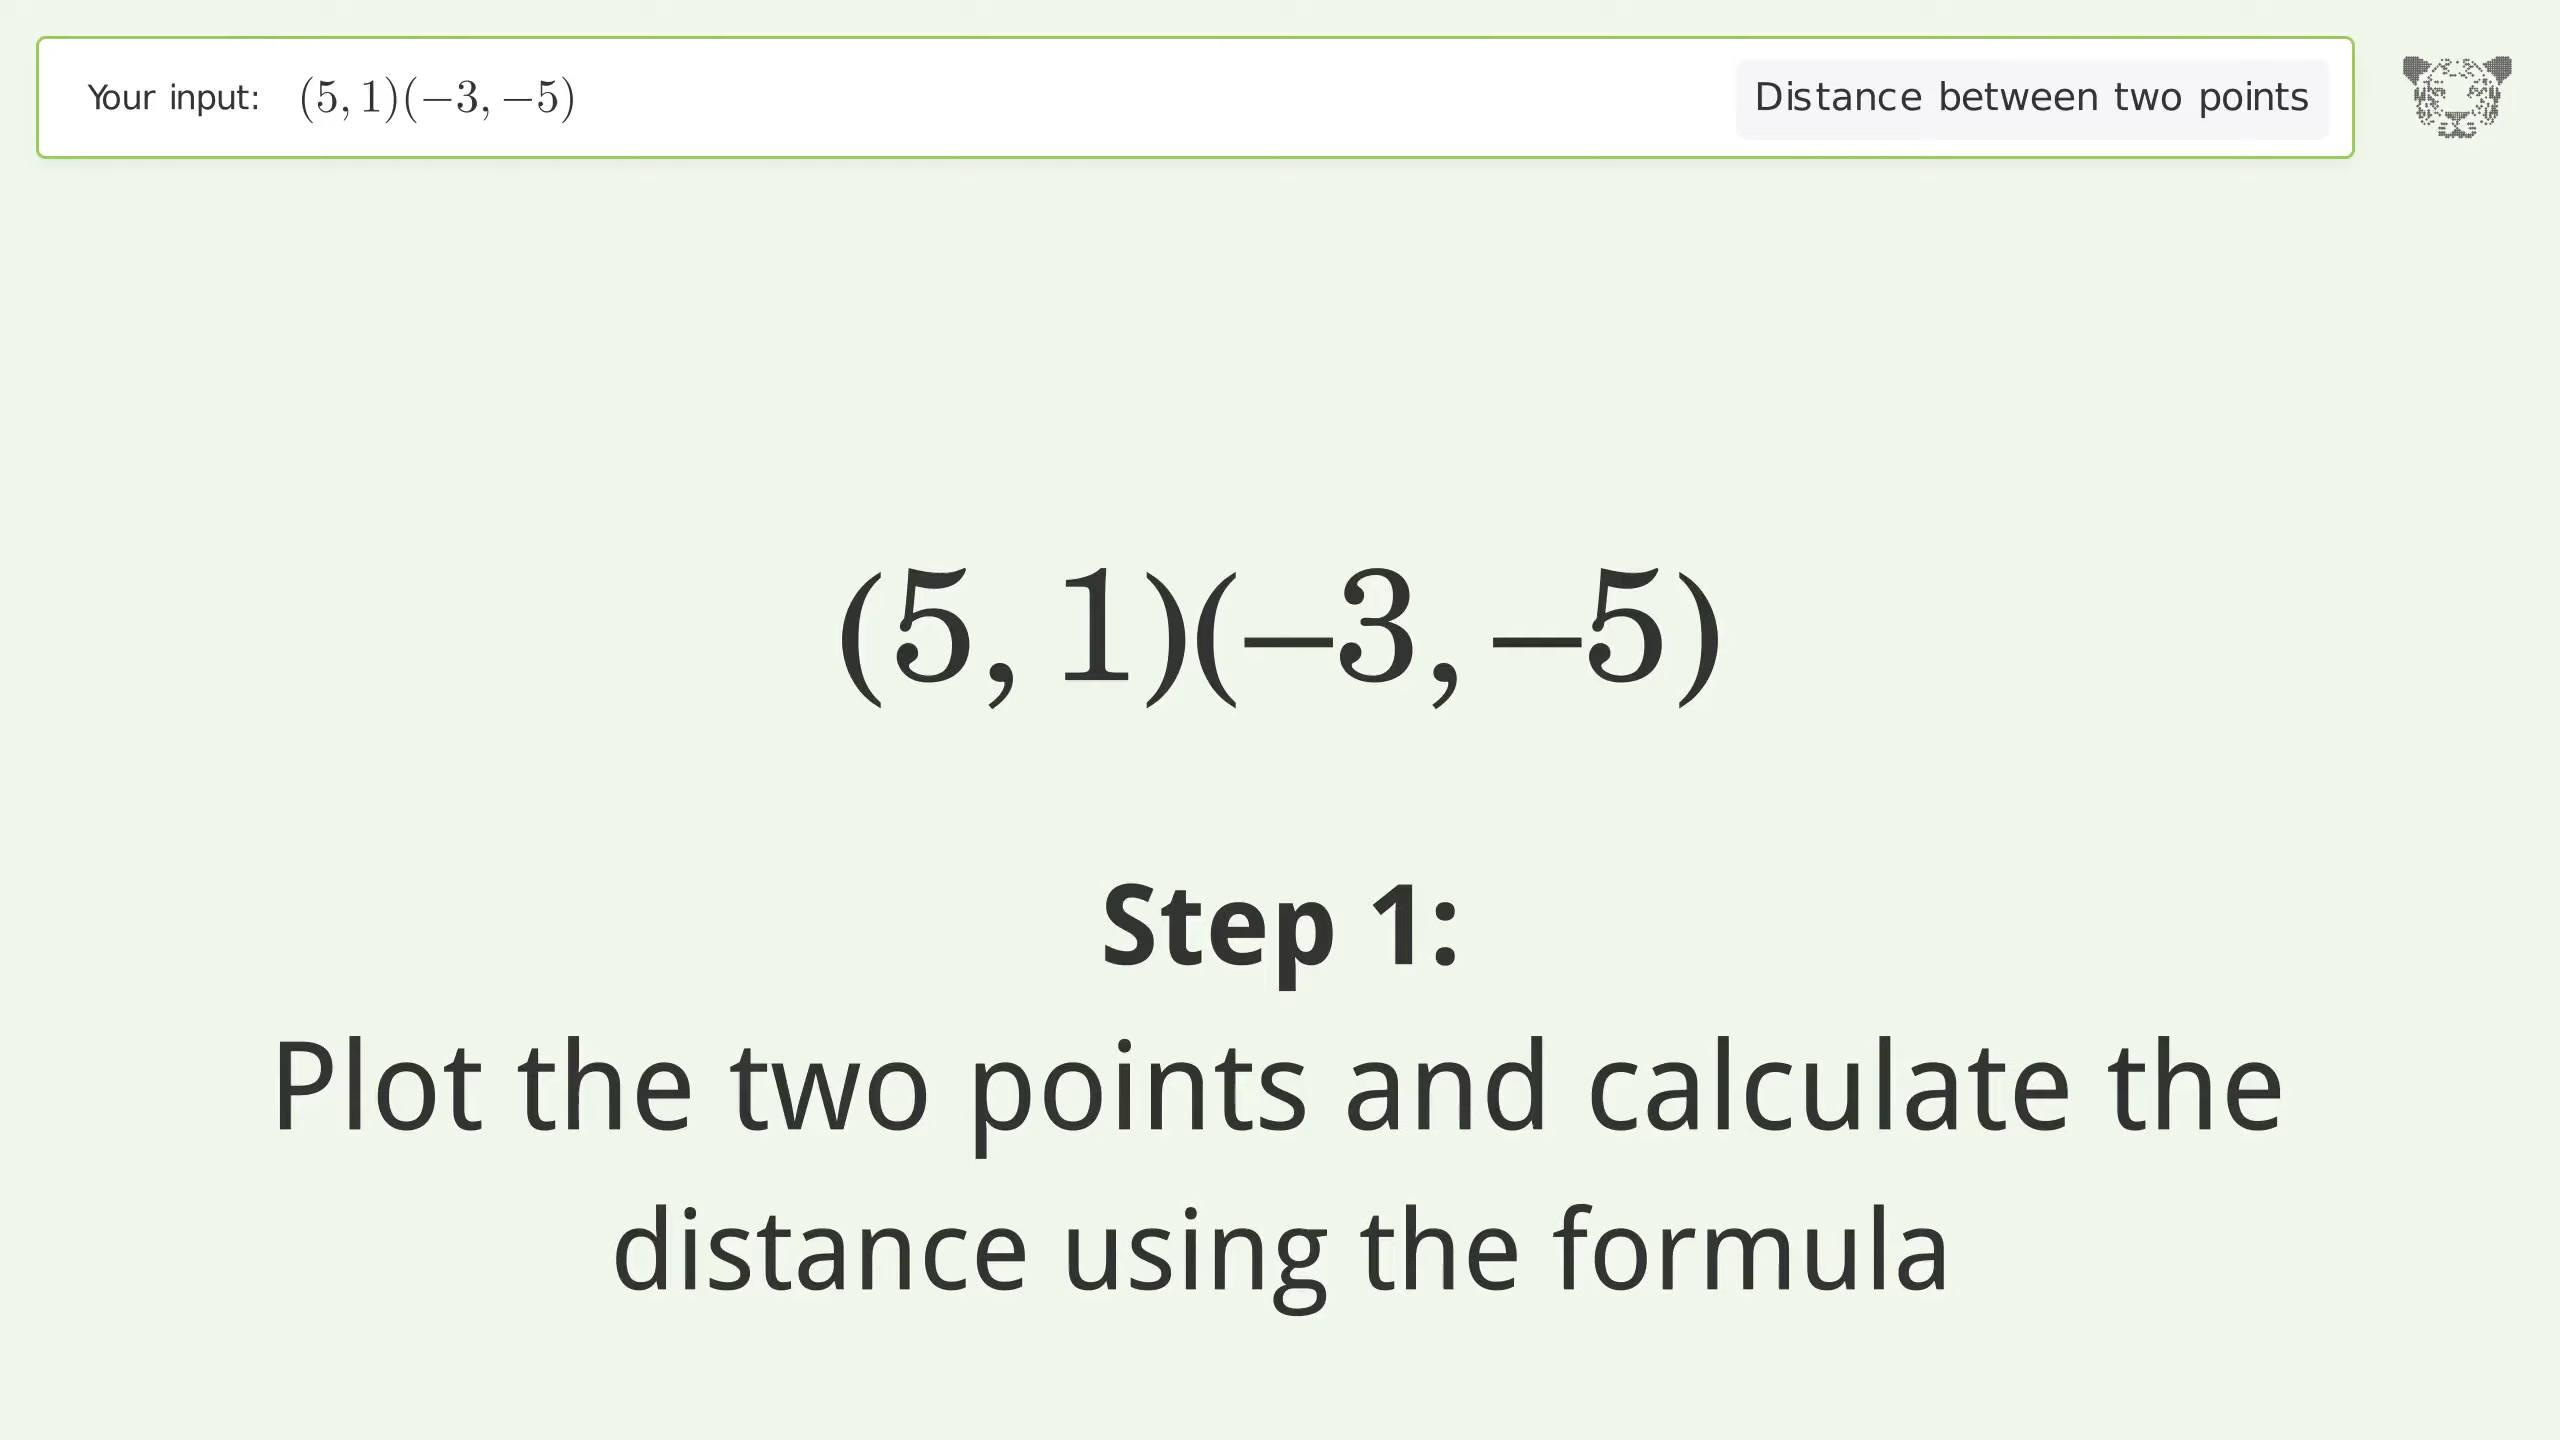 Your input: (5, 1)(−3, −5) Distance between two points
(5, 1)(−3, −5)
Step 1:
Plot the two points and calculate the
distance using the formula